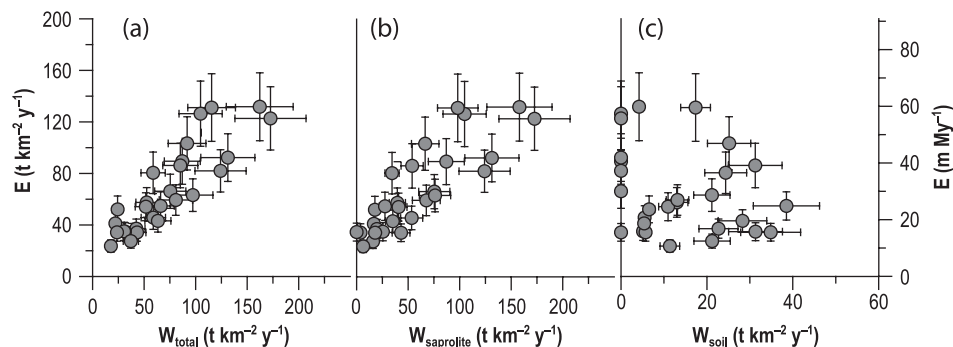 (a) (b) (c)
200
160
120
80
40
0
E (t km⁻² y⁻¹)
0 50 100 150 200
W_total (t km⁻² y⁻¹)
0 50 100 150 200
W_saprolite (t km⁻² y⁻¹)
0 20 40 60
W_soil (t km⁻² y⁻¹)
80
60
40
20
0
E (m My⁻¹)